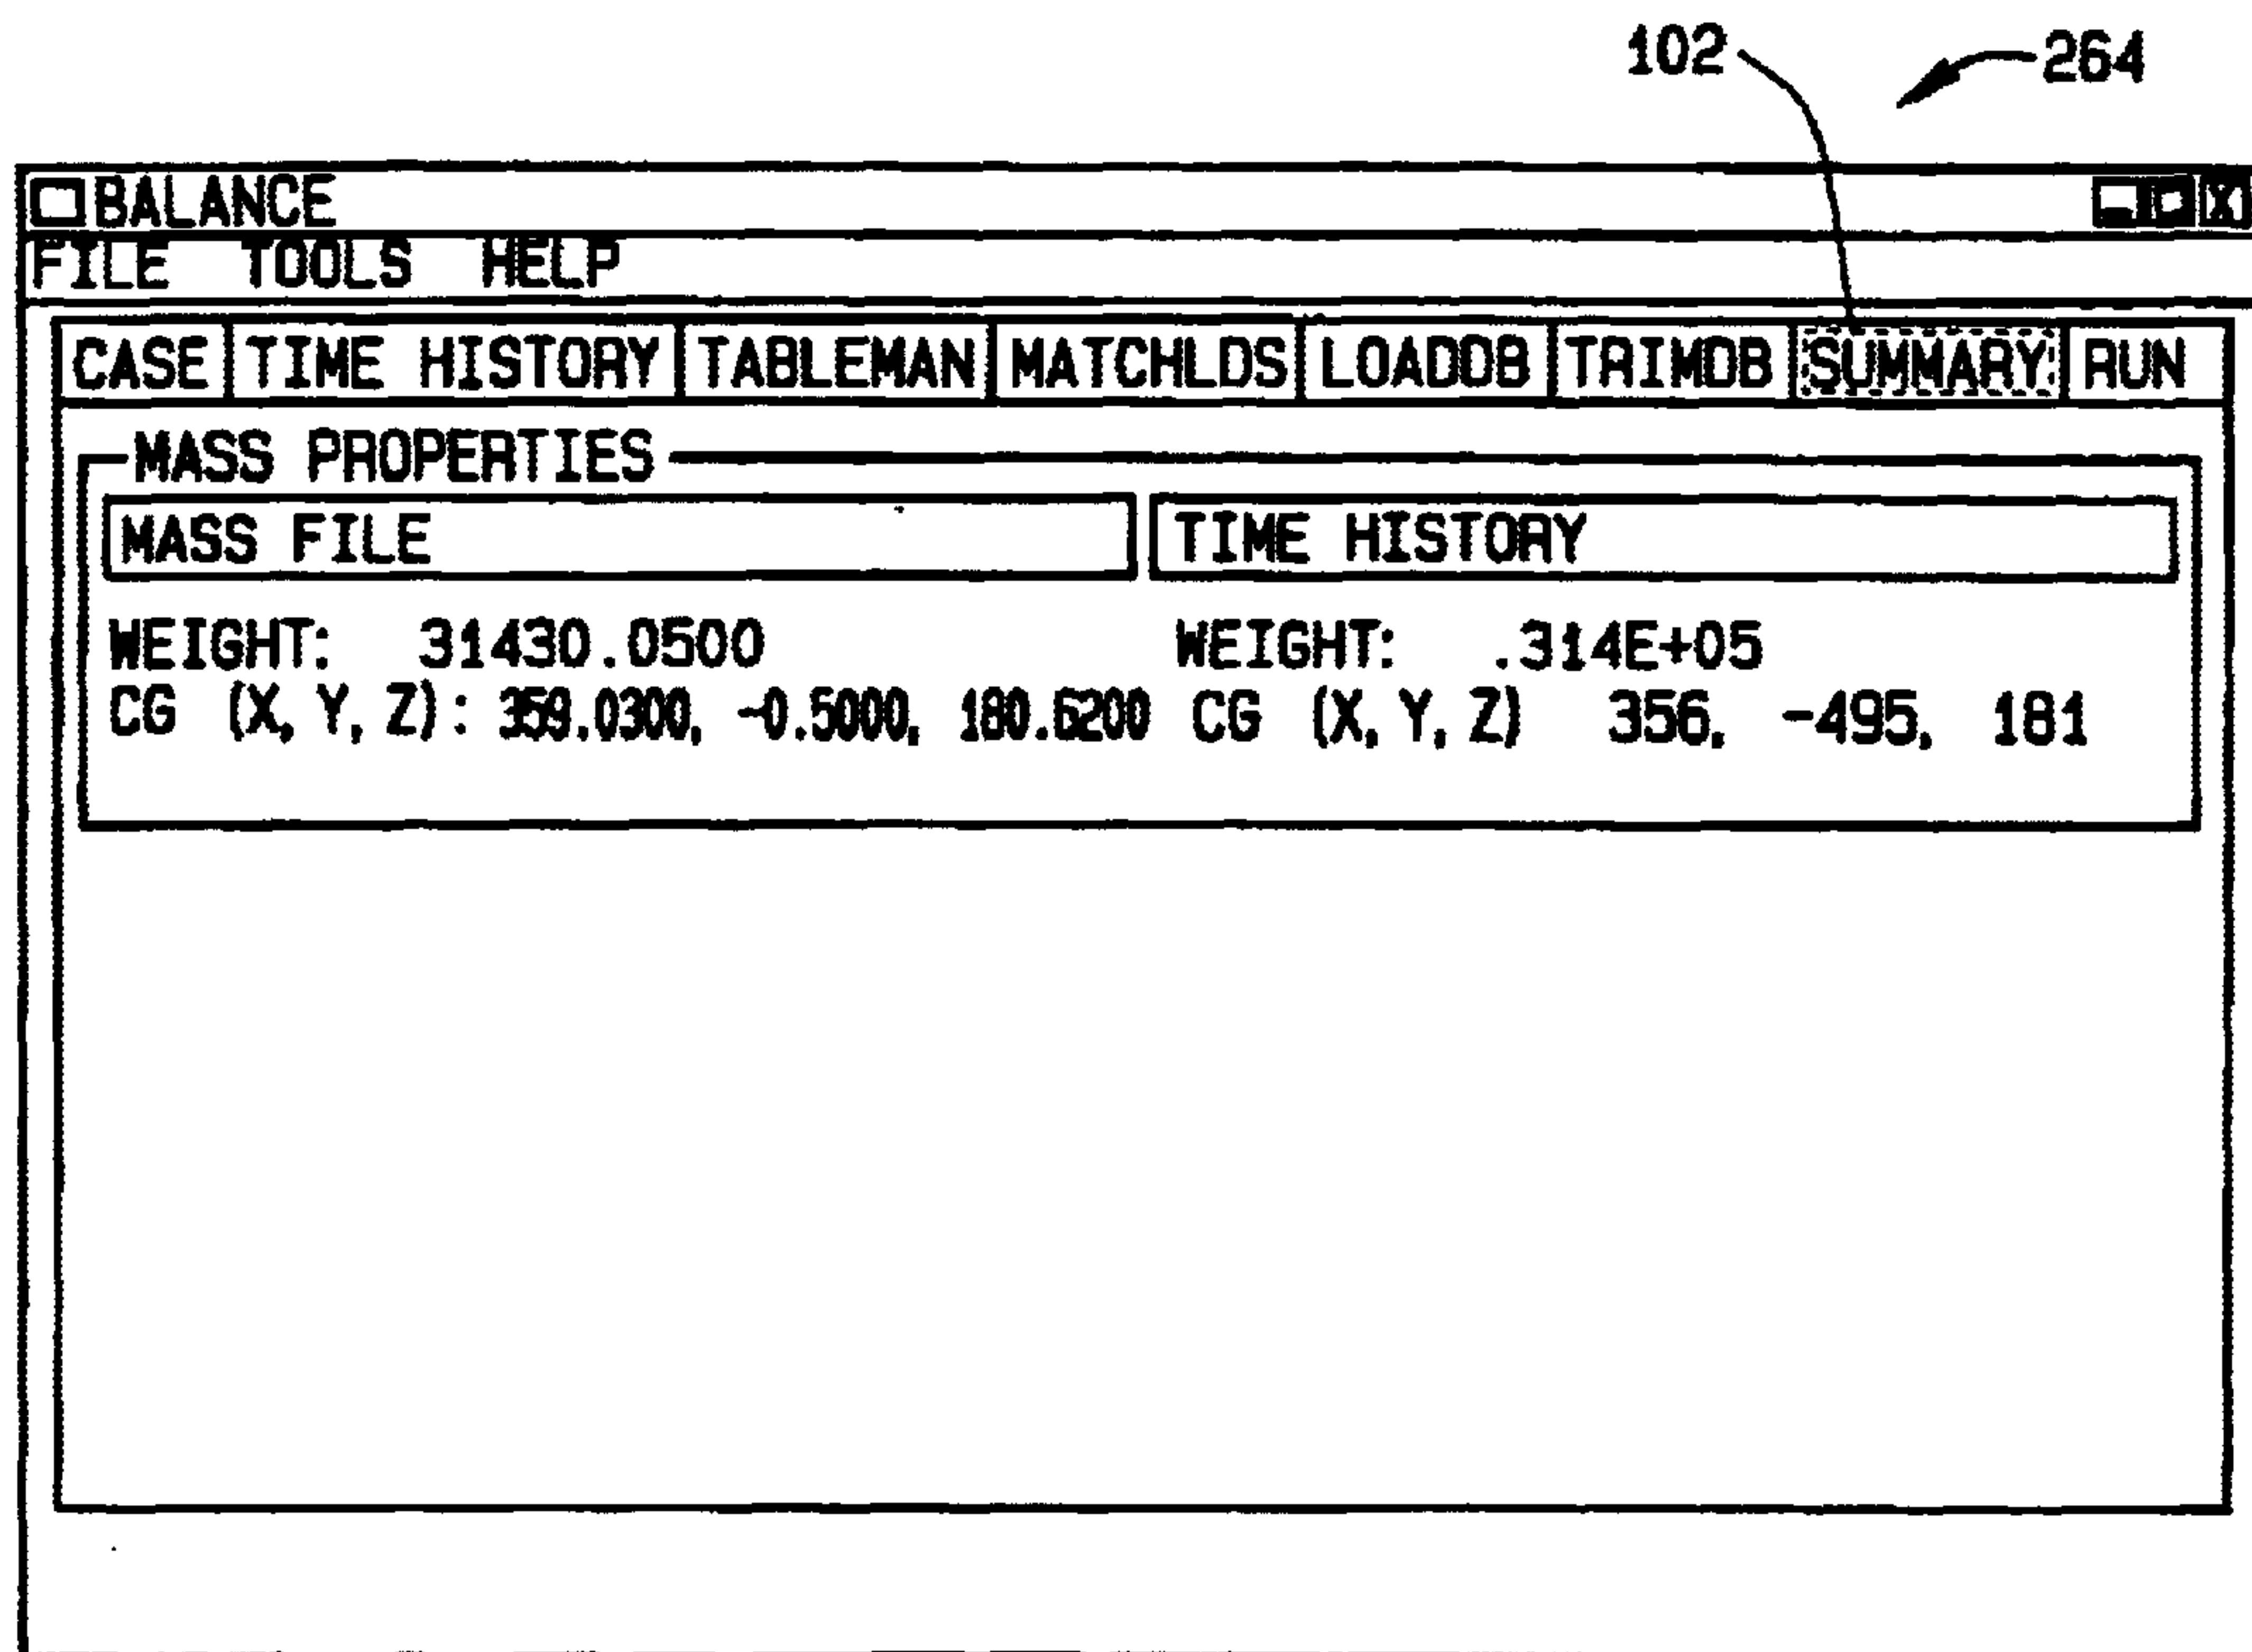 102 264
BALANCE
FILE TOOLS HELP
CASE TIME HISTORY TABLEMAN MATCHLDS LOADDB TRIMDB SUMMARY RUN
MASS PROPERTIES
MASS FILE TIME HISTORY
WEIGHT: 31430.0500 WEIGHT: .314E+05
CG (X, Y, Z): 359.0300, -0.5000, 180.6200 CG (X, Y, Z) 356, -495, 181